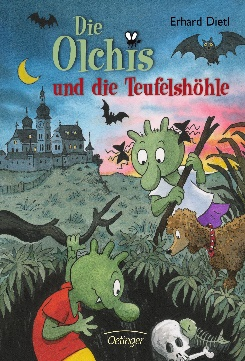 Erhard Dietl
Die
Olchis
und die Teufelshöhle
Oetinger